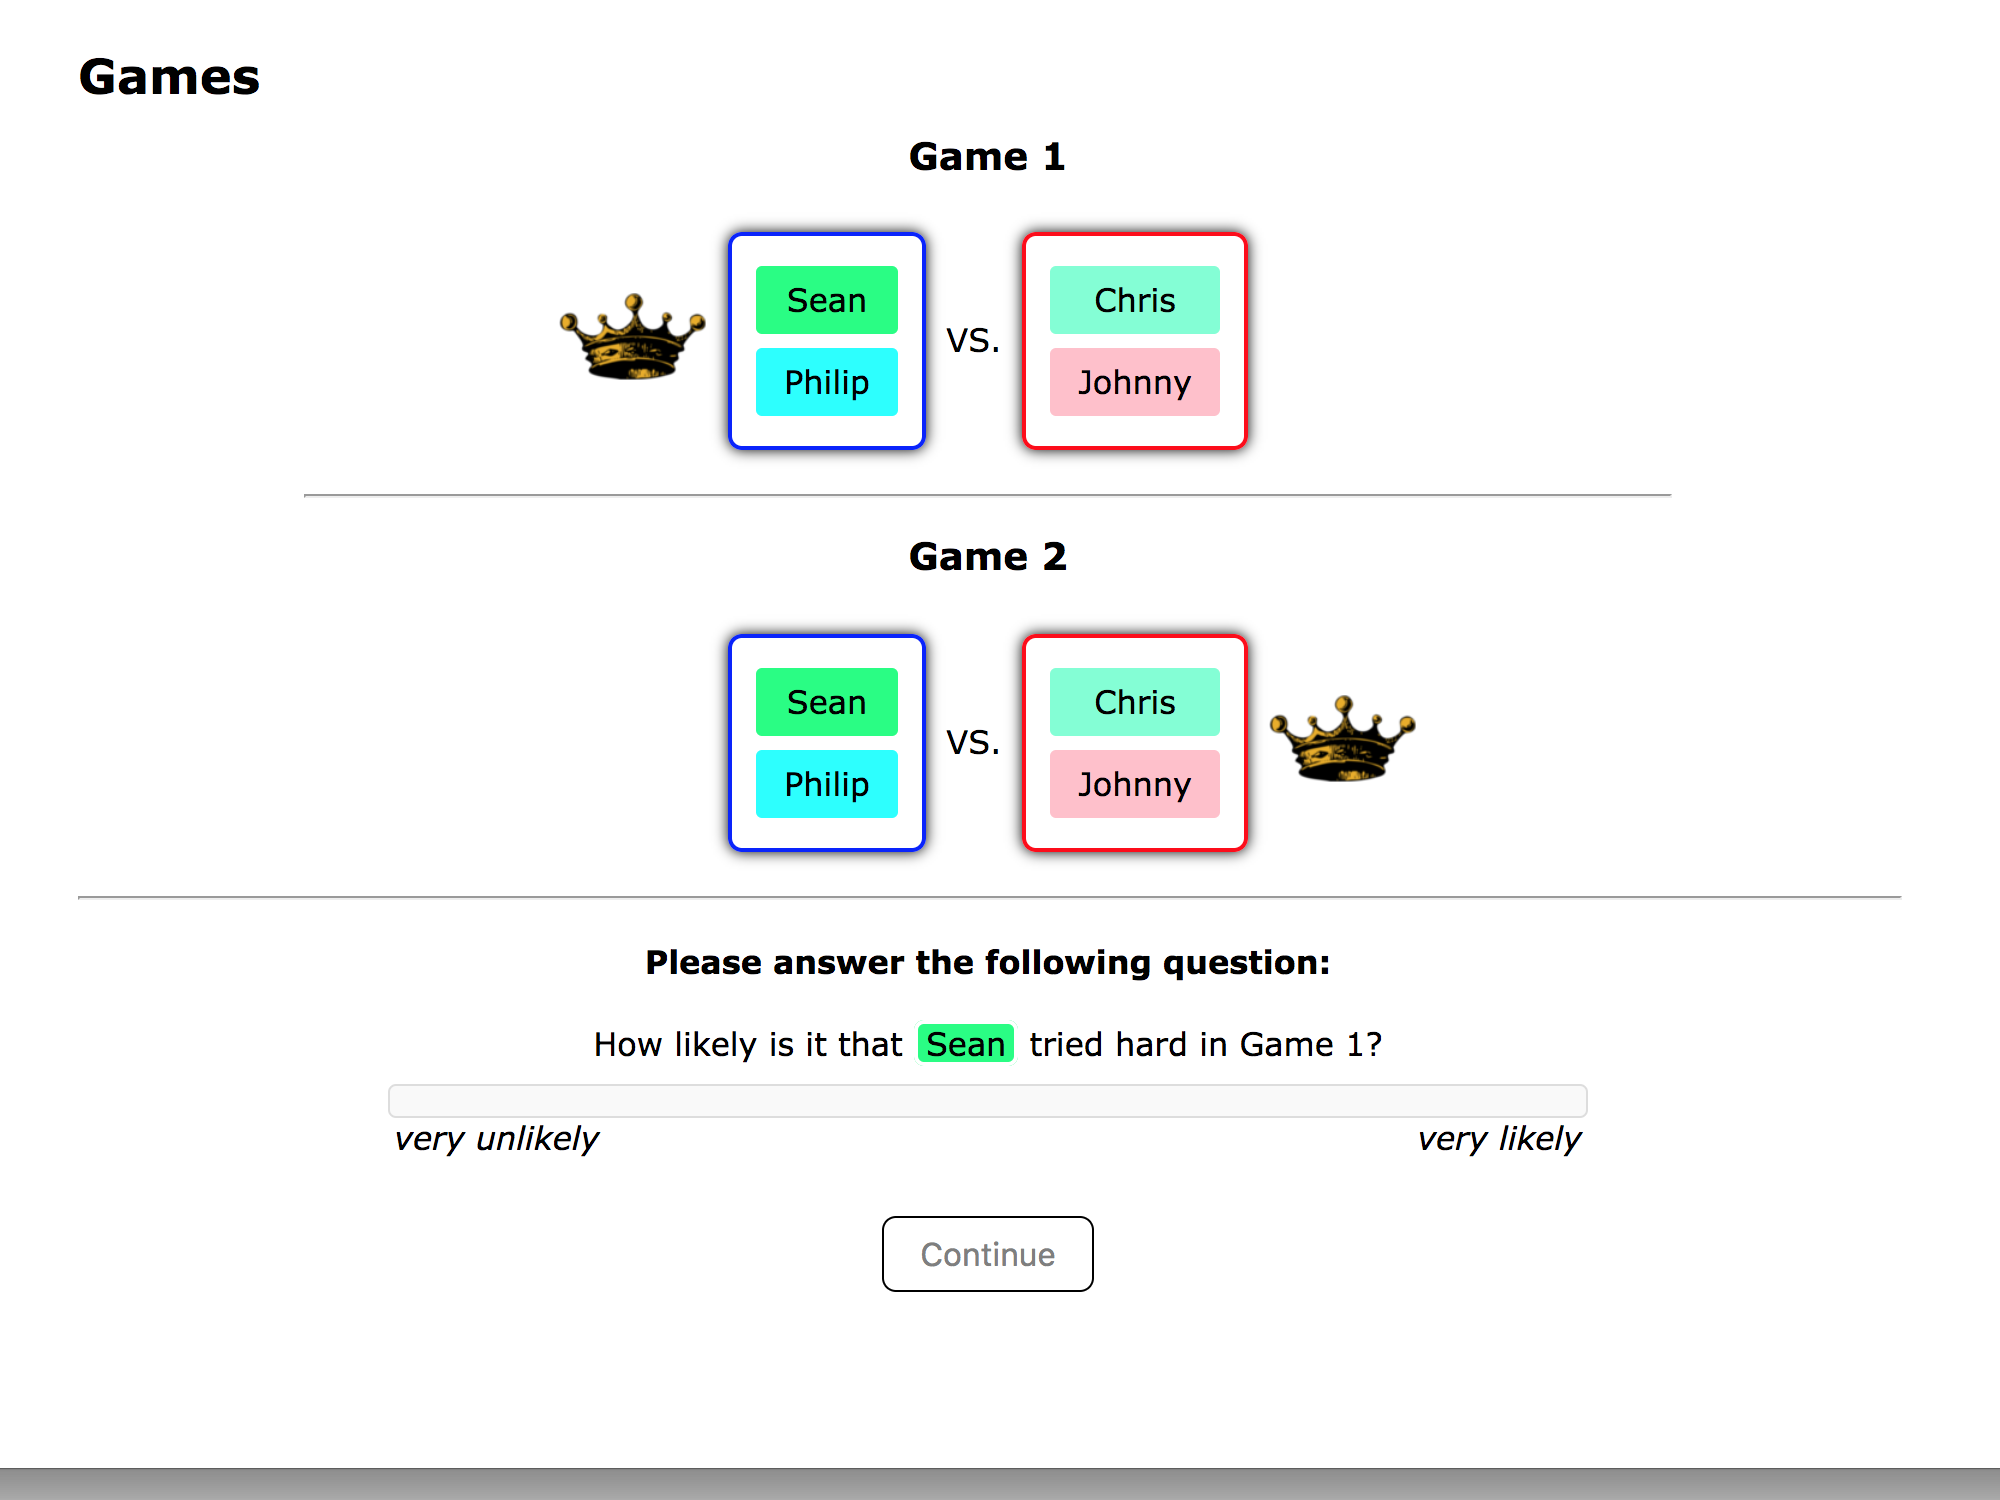 Games
Game 1
Sean
Philip
VS.
Chris
Johnny
Game 2
Sean
Philip
VS.
Chris
Johnny
Please answer the following question:
How likely is it that Sean tried hard in Game 1?
very unlikely very likely
Continue